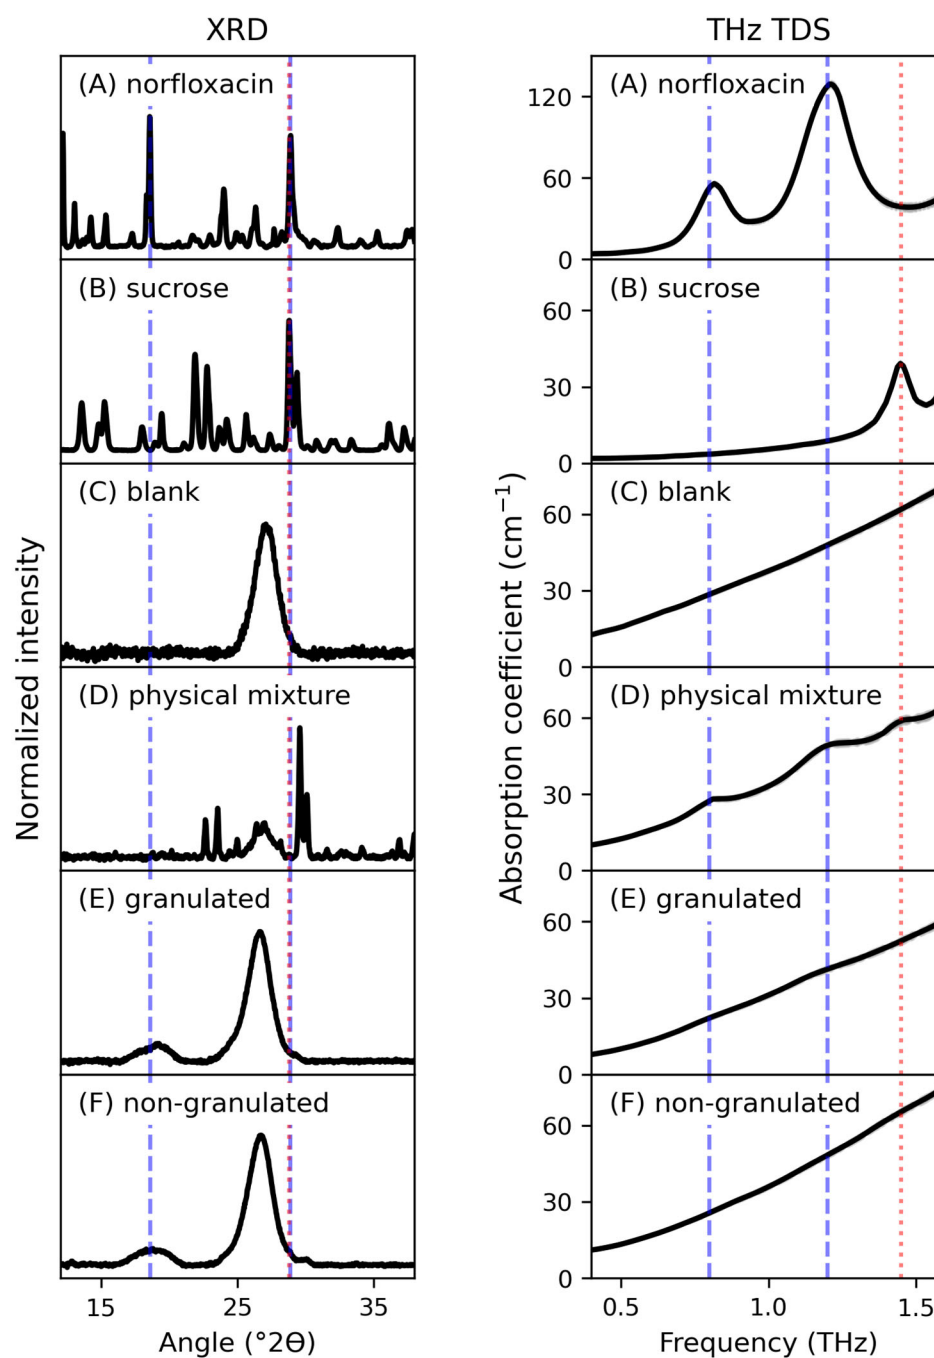 XRD
(A) norfloxacin
(B) sucrose
(C) blank
(D) physical mixture
(E) granulated
(F) non-granulated
Normalized intensity
15 25 35
Angle (°2Θ)
THz TDS
120
60
0
(A) norfloxacin
60
30
0
(B) sucrose
60
30
0
(C) blank
60
30
0
(D) physical mixture
60
30
0
(E) granulated
60
30
0
(F) non-granulated
Absorption coefficient (cm⁻¹)
0.5 1.0 1.5
Frequency (THz)